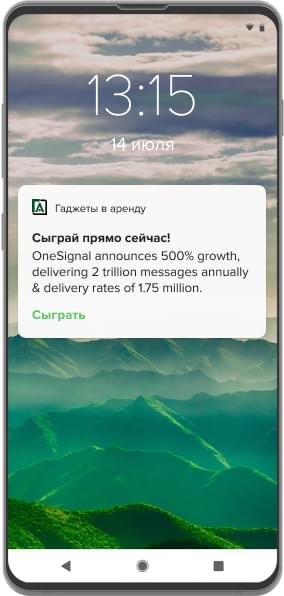 13:15
14 июля
Гаджеты в аренду
Сыграй прямо сейчас!
OneSignal announces 500% growth,
delivering 2 trillion messages annually
& delivery rates of 1.75 million.
Сыграть